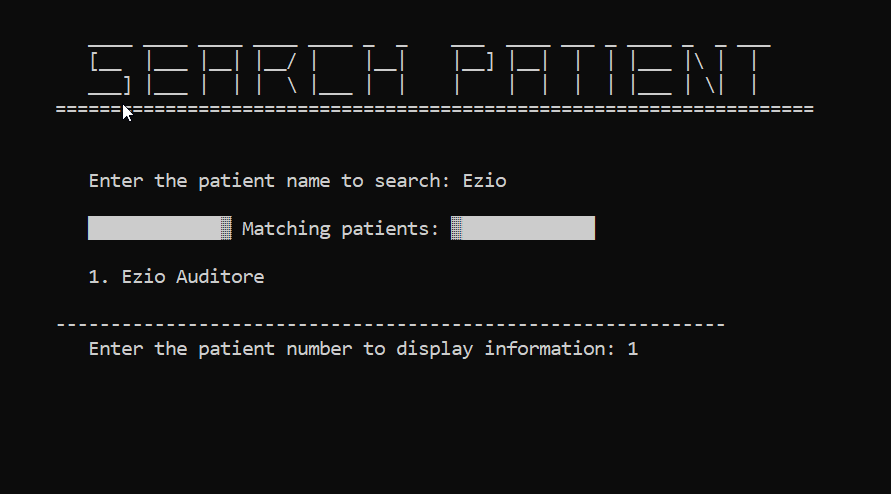 SEARCH PATIENT
Enter the patient name to search: Ezio
Matching patients:
1. Ezio Auditore
Enter the patient number to display information: 1